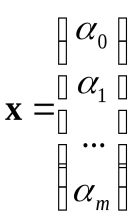 α₀
α₁
x =
...
αₘ